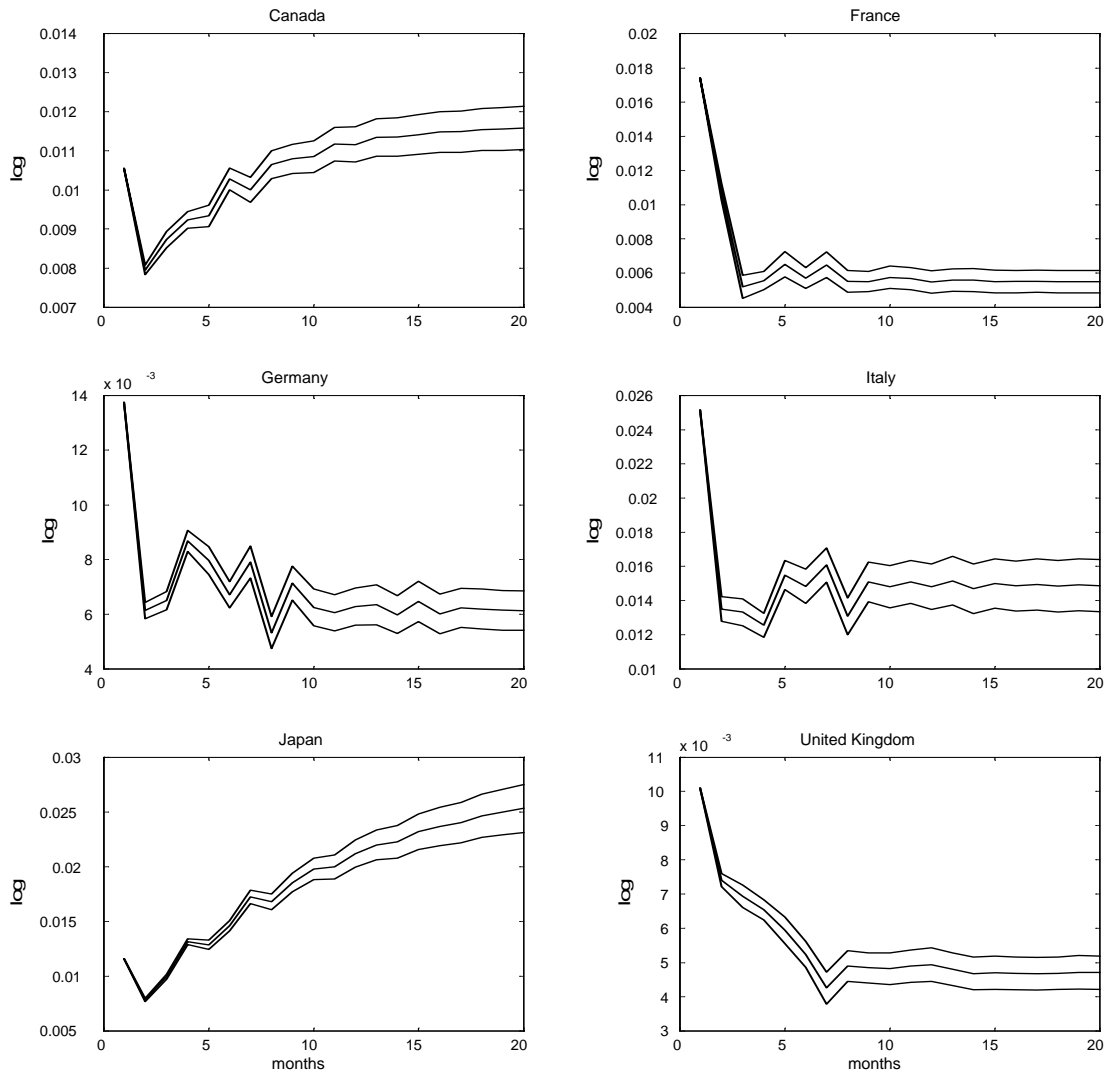 Canada
0.014
0.013
0.012
0.011
0.01
0.009
0.008
0.007
log
0 5 10 15 20
France
0.02
0.018
0.016
0.014
0.012
0.01
0.008
0.006
0.004
log
0 5 10 15 20
Germany
x 10 -3
14
12
10
8
6
4
log
0 5 10 15 20
Italy
0.026
0.024
0.022
0.02
0.018
0.016
0.014
0.012
0.01
log
0 5 10 15 20
Japan
0.03
0.025
0.02
0.015
0.01
0.005
log
0 5 10 15 20
months
United Kingdom
x 10 -3
11
10
9
8
7
6
5
4
3
log
0 5 10 15 20
months